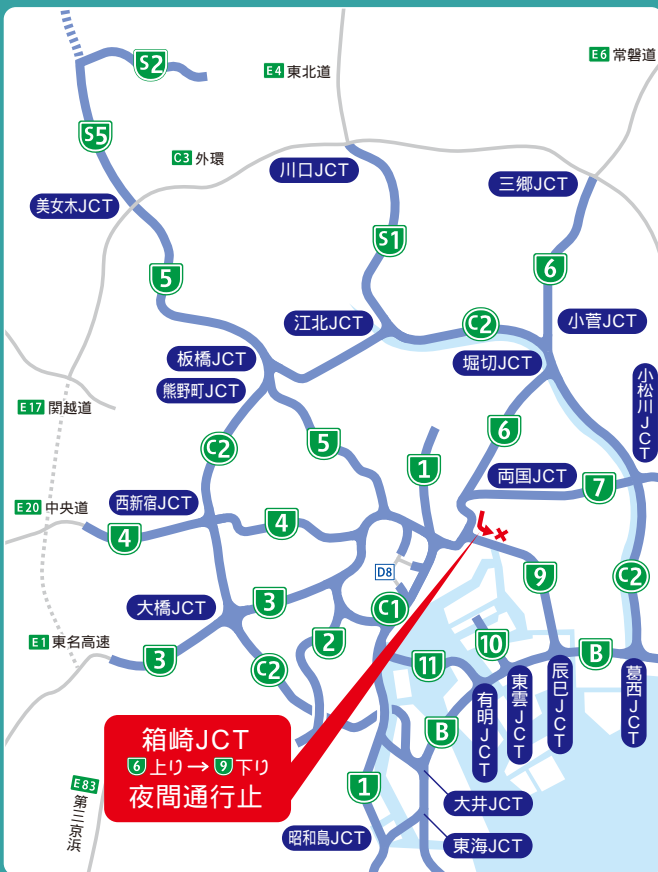 S2
E4 東北道
E6 常磐道
S5
C3 外環
川口JCT
三郷JCT
美女木JCT
S1
5
6
江北JCT
C2
小菅JCT
板橋JCT
堀切JCT
熊野町JCT
小松川JCT
E17 関越道
C2
5
6
1
両国JCT
7
西新宿JCT
E20 中央道
4
4
D8
9
C2
大橋JCT
3
C1
E1 東名高速
3
2
10
B
C2
11
有明JCT
東雲JCT
辰巳JCT
葛西JCT
箱崎JCT
6上り→9下り
夜間通行止
B
E83
第三京浜
1
大井JCT
昭和島JCT
東海JCT